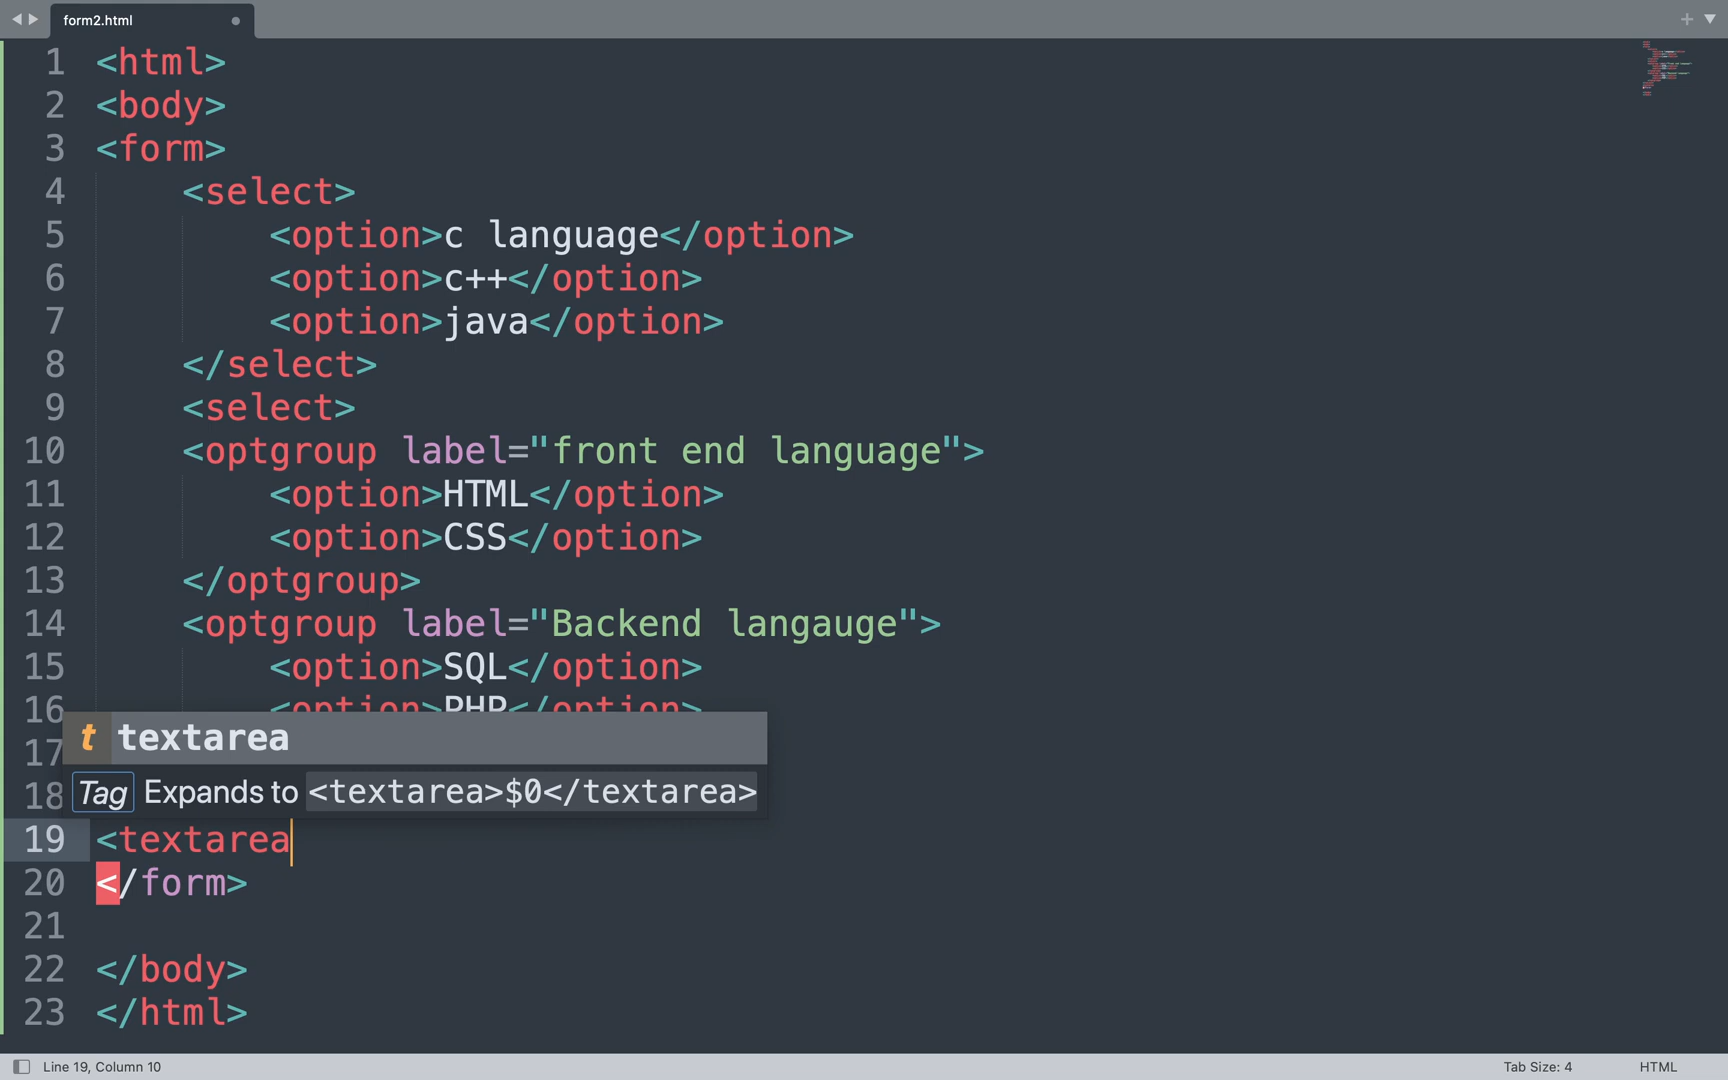 form2.html
1 <html>
2 <body>
3 <form>
4 <select>
5 <option>c language</option>
6 <option>c++</option>
7 <option>java</option>
8 </select>
9 <select>
10 <optgroup label="front end language">
11 <option>HTML</option>
12 <option>CSS</option>
13 </optgroup>
14 <optgroup label="Backend langauge">
15 <option>SQL</option>
16 <option>PHP</option>
t textarea
17
Tag Expands to <textarea>$0</textarea>
18
19 <textarea
20 </form>
21
22 </body>
23 </html>
Line 19, Column 10
Tab Size: 4
HTML